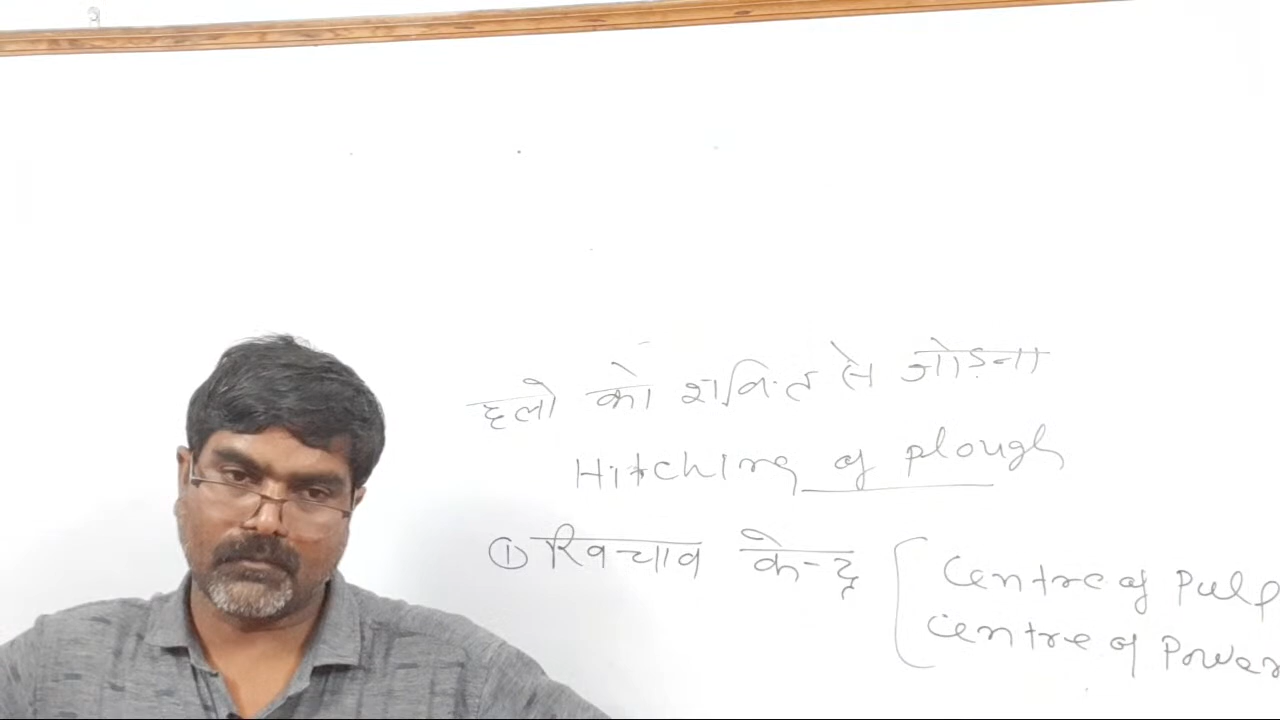 हलो को शक्ति से जोड़ना
Hitching of plough
① खिचाव केन्द्र
Centre of Pull
Centre of Power